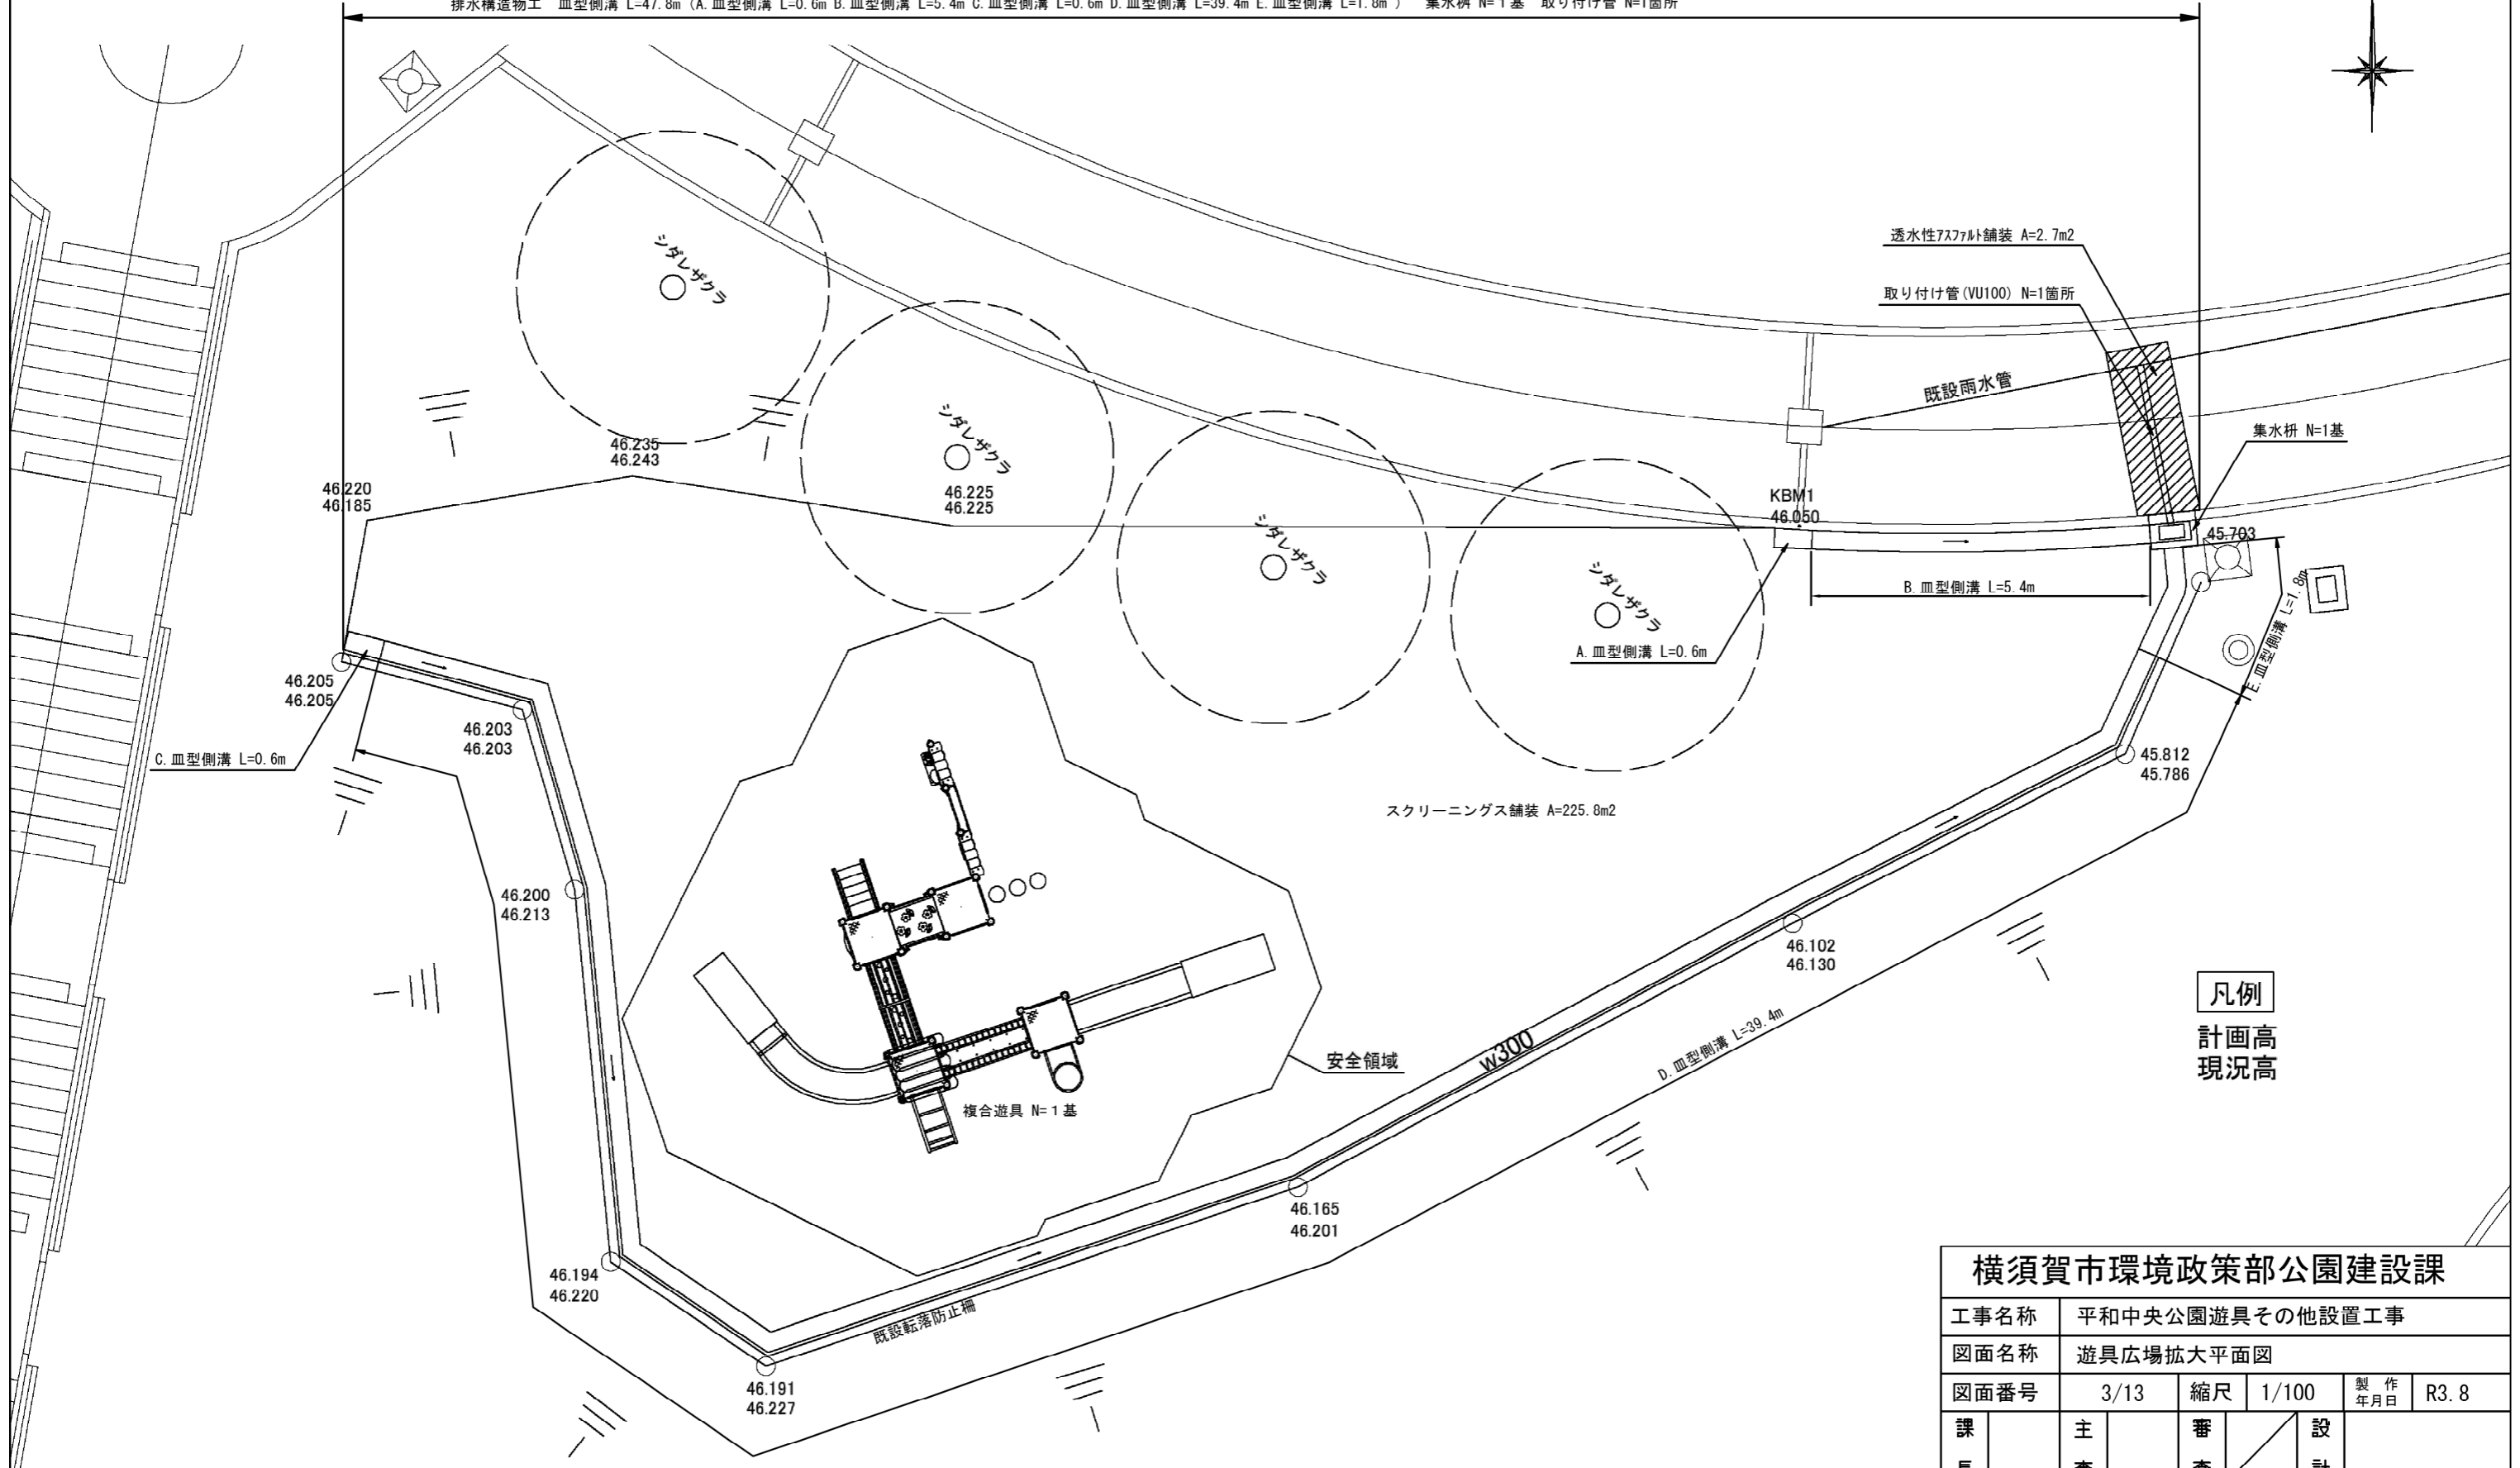 排水構造物工　皿型側溝 L=47.8m（A.皿型側溝 L=0.6m B.皿型側溝 L=5.4m C.皿型側溝 L=0.6m D.皿型側溝 L=39.4m E.皿型側溝 L=1.8m ）　集水桝 N=１基　取り付け管 N=1箇所
透水性ｱｽﾌｧﾙﾄ舗装 A=2.7m2
取り付け管(VU100) N=1箇所
既設雨水管
集水枡 N=1基
シダレザクラ
シダレザクラ
シダレザクラ
シダレザクラ
46.235
46.243
46.220
46.185
46.225
46.225
KBM1
46.050
45.703
B.皿型側溝 L=5.4m
A.皿型側溝 L=0.6m
E.皿型側溝 L=1.8m
46.205
46.205
46.203
46.203
C.皿型側溝 L=0.6m
45.812
45.786
スクリーニングス舗装 A=225.8m2
46.200
46.213
46.102
46.130
凡例
計画高
現況高
w300
D.皿型側溝 L=39.4m
安全領域
複合遊具 N=１基
46.165
46.201
46.194
46.220
既設転落防止柵
46.191
46.227
横須賀市環境政策部公園建設課
工事名称 平和中央公園遊具その他設置工事
図面名称 遊具広場拡大平面図
図面番号 3/13 縮尺 1/100 製作年月日 R3.8
課 主 審 設